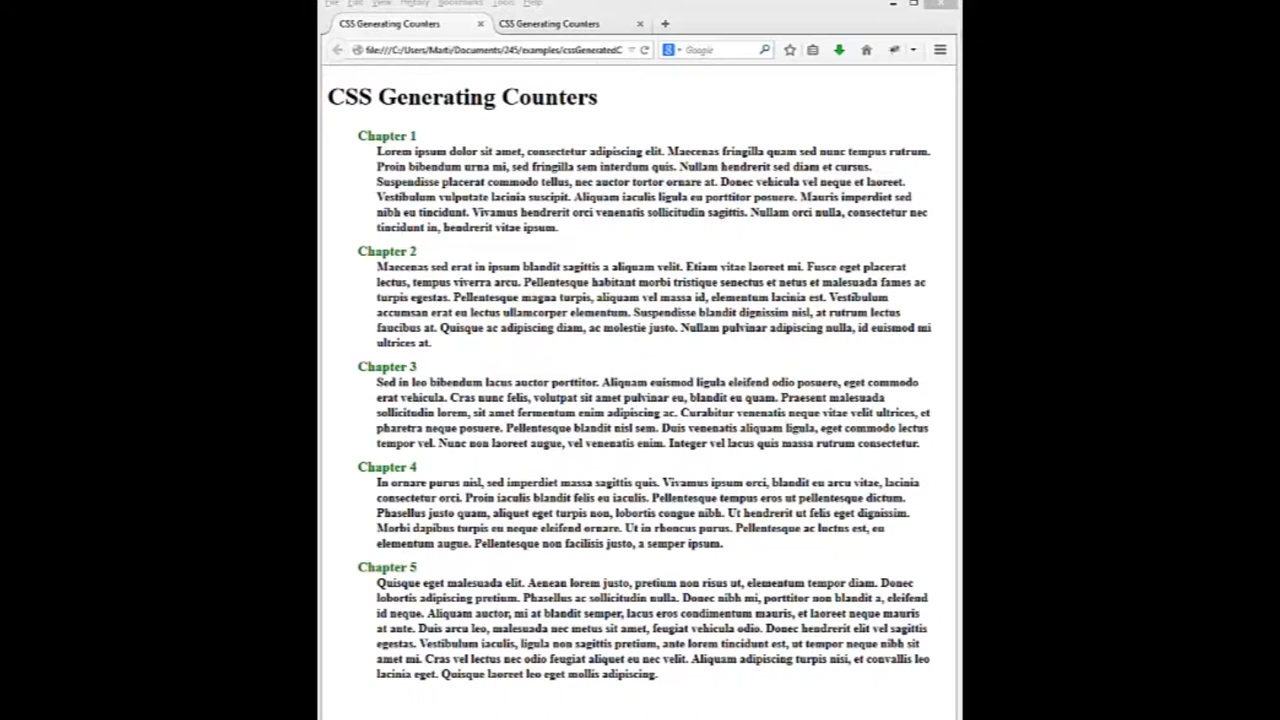 File Edit View History Bookmarks Tools Help
CSS Generating Counters
CSS Generating Counters
file:///C:/Users/Marti/Documents/245/examples/cssGeneratedC
Google
CSS Generating Counters
Chapter 1
Lorem ipsum dolor sit amet, consectetur adipiscing elit. Maecenas fringilla quam sed nunc tempus rutrum.
Proin bibendum urna mi, sed fringilla sem interdum quis. Nullam hendrerit sed diam et cursus.
Suspendisse placerat commodo tellus, nec auctor tortor ornare at. Donec vehicula vel neque et laoreet.
Vestibulum vulputate lacinia suscipit. Aliquam iaculis ligula eu porttitor posuere. Mauris imperdiet sed
nibh eu tincidunt. Vivamus hendrerit orci venenatis sollicitudin sagittis. Nullam orci nulla, consectetur nec
tincidunt in, hendrerit vitae ipsum.
Chapter 2
Maecenas sed erat in ipsum blandit sagittis a aliquam velit. Etiam vitae laoreet mi. Fusce eget placerat
lectus, tempus viverra arcu. Pellentesque habitant morbi tristique senectus et netus et malesuada fames ac
turpis egestas. Pellentesque magna turpis, aliquam vel massa id, elementum lacinia est. Vestibulum
accumsan erat eu lectus ullamcorper elementum. Suspendisse blandit dignissim nisl, at rutrum lectus
faucibus at. Quisque ac adipiscing diam, ac molestie justo. Nullam pulvinar adipiscing nulla, id euismod mi
ultrices at.
Chapter 3
Sed in leo bibendum lacus auctor porttitor. Aliquam euismod ligula eleifend odio posuere, eget commodo
erat vehicula. Cras nunc felis, volutpat sit amet pulvinar eu, blandit eu quam. Praesent malesuada
sollicitudin lorem, sit amet fermentum enim adipiscing ac. Curabitur venenatis neque vitae velit ultrices, et
pharetra neque posuere. Pellentesque blandit nisl sem. Duis venenatis aliquam ligula, eget commodo lectus
tempor vel. Nunc non laoreet augue, vel venenatis enim. Integer vel lacus quis massa rutrum consectetur.
Chapter 4
In ornare purus nisl, sed imperdiet massa sagittis quis. Vivamus ipsum orci, blandit eu arcu vitae, lacinia
consectetur orci. Proin iaculis blandit felis eu iaculis. Pellentesque tempus eros ut pellentesque dictum.
Phasellus justo quam, aliquet eget turpis non, lobortis congue nibh. Ut hendrerit ut felis eget dignissim.
Morbi dapibus turpis eu neque eleifend ornare. Ut in rhoncus purus. Pellentesque ac luctus est, eu
elementum augue. Pellentesque non facilisis justo, a semper ipsum.
Chapter 5
Quisque eget malesuada elit. Aenean lorem justo, pretium non risus ut, elementum tempor diam. Donec
lobortis adipiscing pretium. Phasellus ac sollicitudin nulla. Donec nibh mi, porttitor non blandit a, eleifend
id neque. Aliquam auctor, mi at blandit semper, lacus eros condimentum mauris, et laoreet neque mauris
at ante. Duis arcu leo, malesuada nec metus sit amet, feugiat vehicula odio. Donec hendrerit elit vel sagittis
egestas. Vestibulum iaculis, ligula non sagittis pretium, ante lorem tincidunt est, ut tempor neque nibh sit
amet mi. Cras vel lectus nec odio feugiat aliquet eu nec velit. Aliquam adipiscing turpis nisi, et convallis leo
lacinia eget. Quisque laoreet leo eget mollis adipiscing.